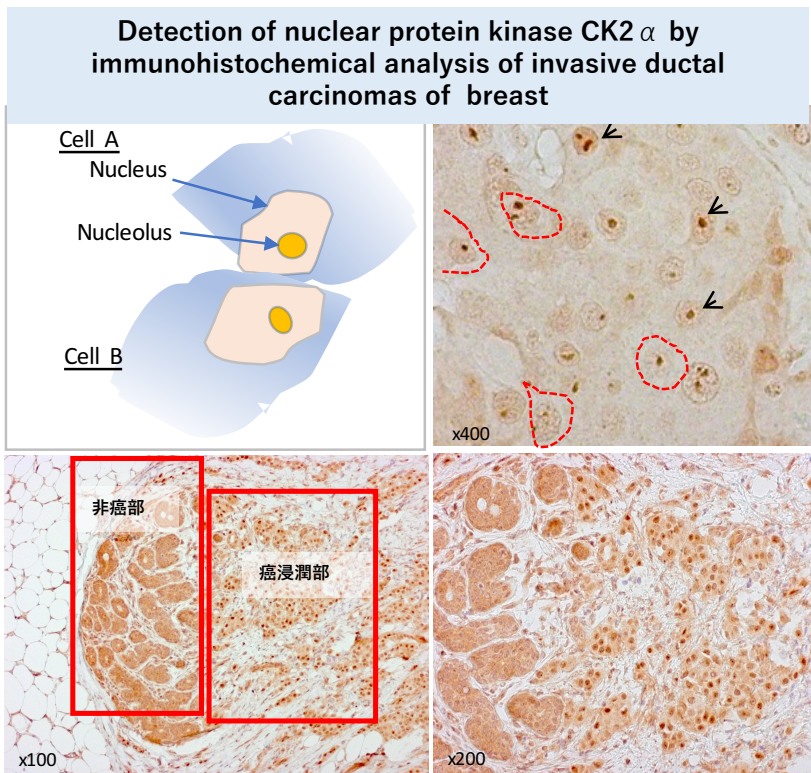 Detection of nuclear protein kinase CK2α by
immunohistochemical analysis of invasive ductal
carcinomas of breast
Cell A
Nucleus
Nucleolus
Cell B
x400
非癌部
癌浸潤部
x100
x200